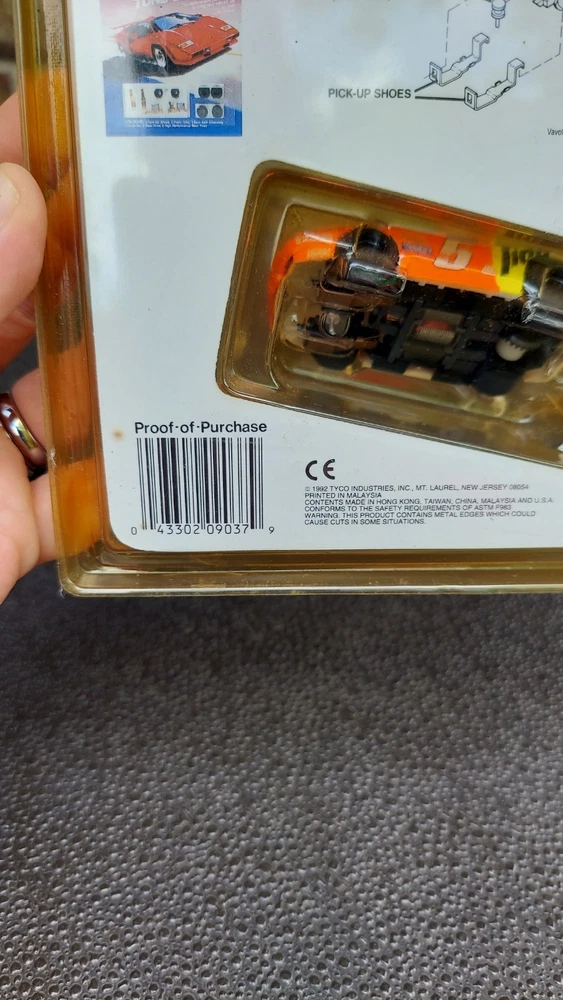 PICK-UP SHOES
Vavol
5
Proof-of-Purchase
0 43302 09037 9
CE
© 1992 TYCO INDUSTRIES, INC., MT. LAUREL, NEW JERSEY 08054
PRINTED IN MALAYSIA
CONTENTS MADE IN HONG KONG, TAIWAN, CHINA, MALAYSIA AND U.S.A.
CONFORMS TO THE SAFETY REQUIREMENTS OF ASTM F963
WARNING: THIS PRODUCT CONTAINS METAL EDGES WHICH COULD
CAUSE CUTS IN SOME SITUATIONS.